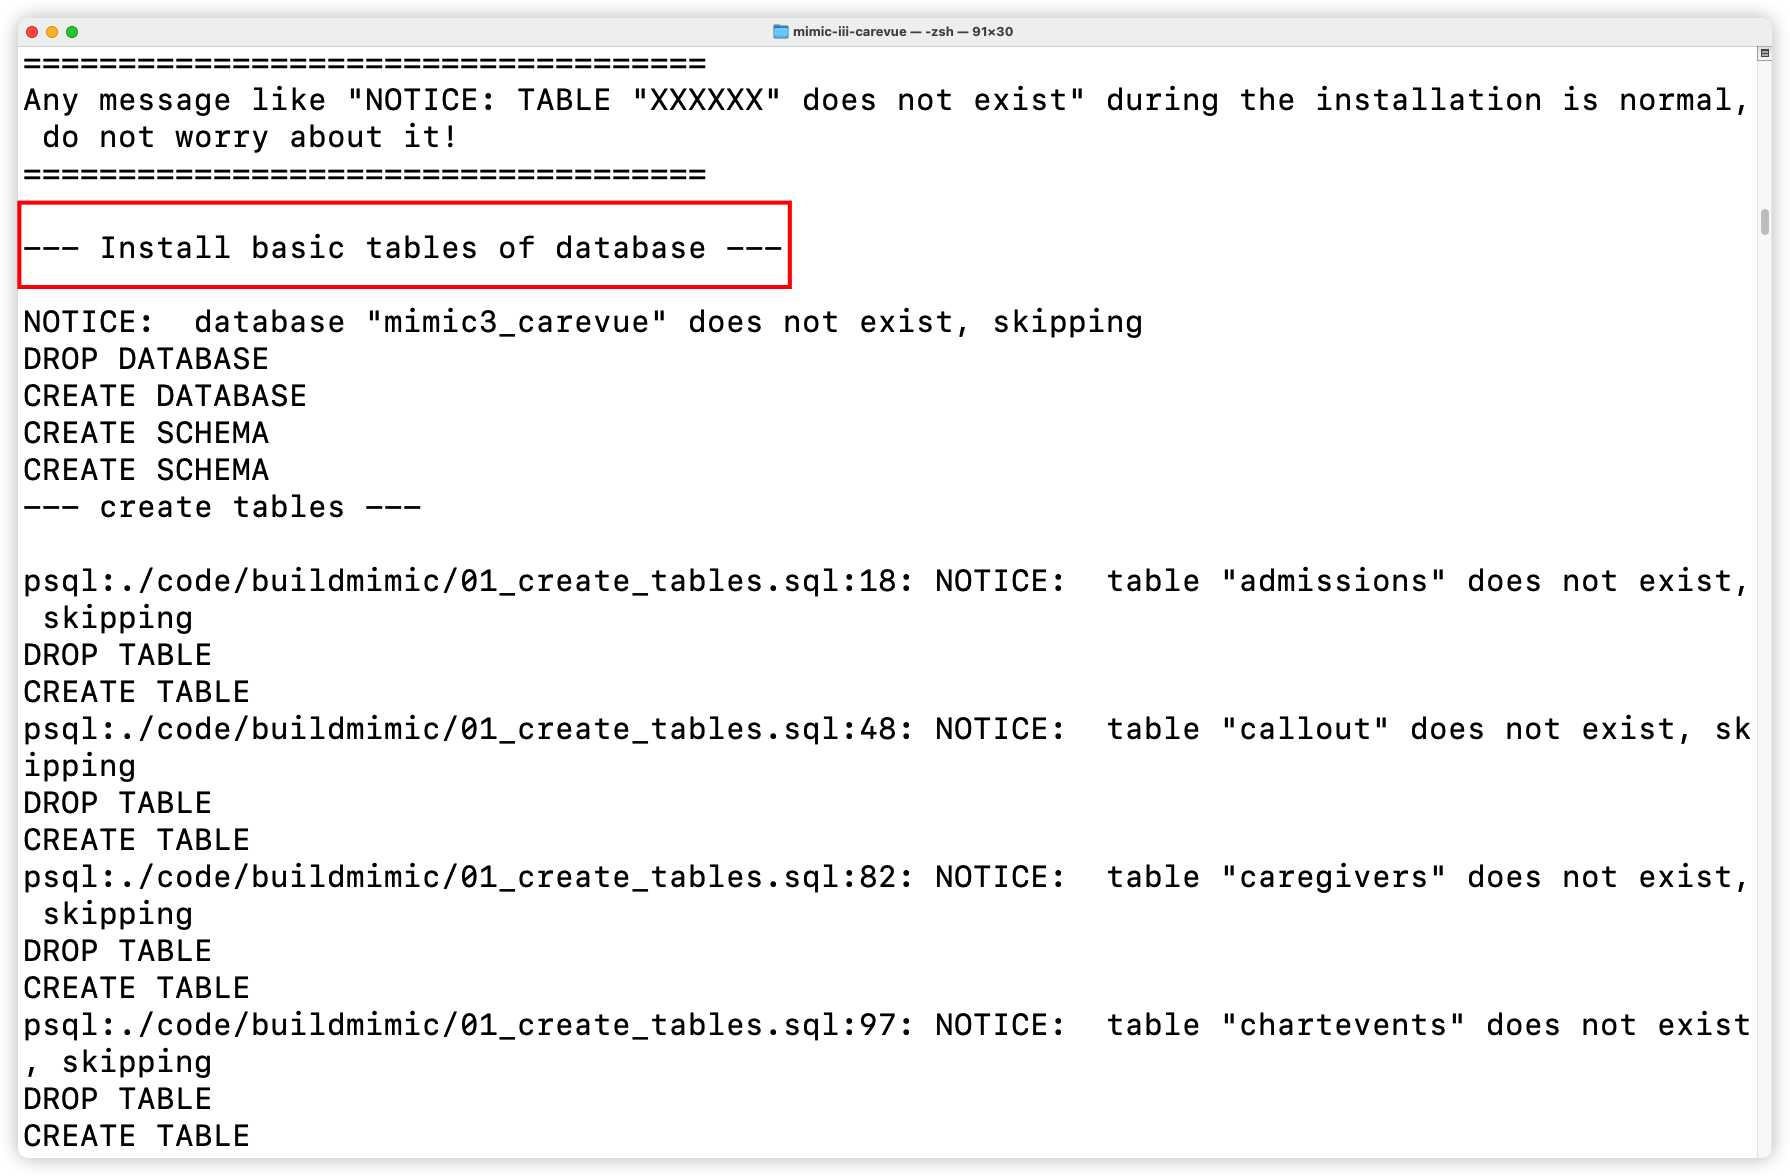 mimic-iii-carevue — -zsh — 91×30
====================================
Any message like "NOTICE: TABLE "XXXXXX" does not exist" during the installation is normal,
 do not worry about it!
====================================
--- Install basic tables of database ---
NOTICE:  database "mimic3_carevue" does not exist, skipping
DROP DATABASE
CREATE DATABASE
CREATE SCHEMA
CREATE SCHEMA
--- create tables ---
psql:./code/buildmimic/01_create_tables.sql:18: NOTICE:  table "admissions" does not exist,
 skipping
DROP TABLE
CREATE TABLE
psql:./code/buildmimic/01_create_tables.sql:48: NOTICE:  table "callout" does not exist, sk
ipping
DROP TABLE
CREATE TABLE
psql:./code/buildmimic/01_create_tables.sql:82: NOTICE:  table "caregivers" does not exist,
 skipping
DROP TABLE
CREATE TABLE
psql:./code/buildmimic/01_create_tables.sql:97: NOTICE:  table "chartevents" does not exist
, skipping
DROP TABLE
CREATE TABLE